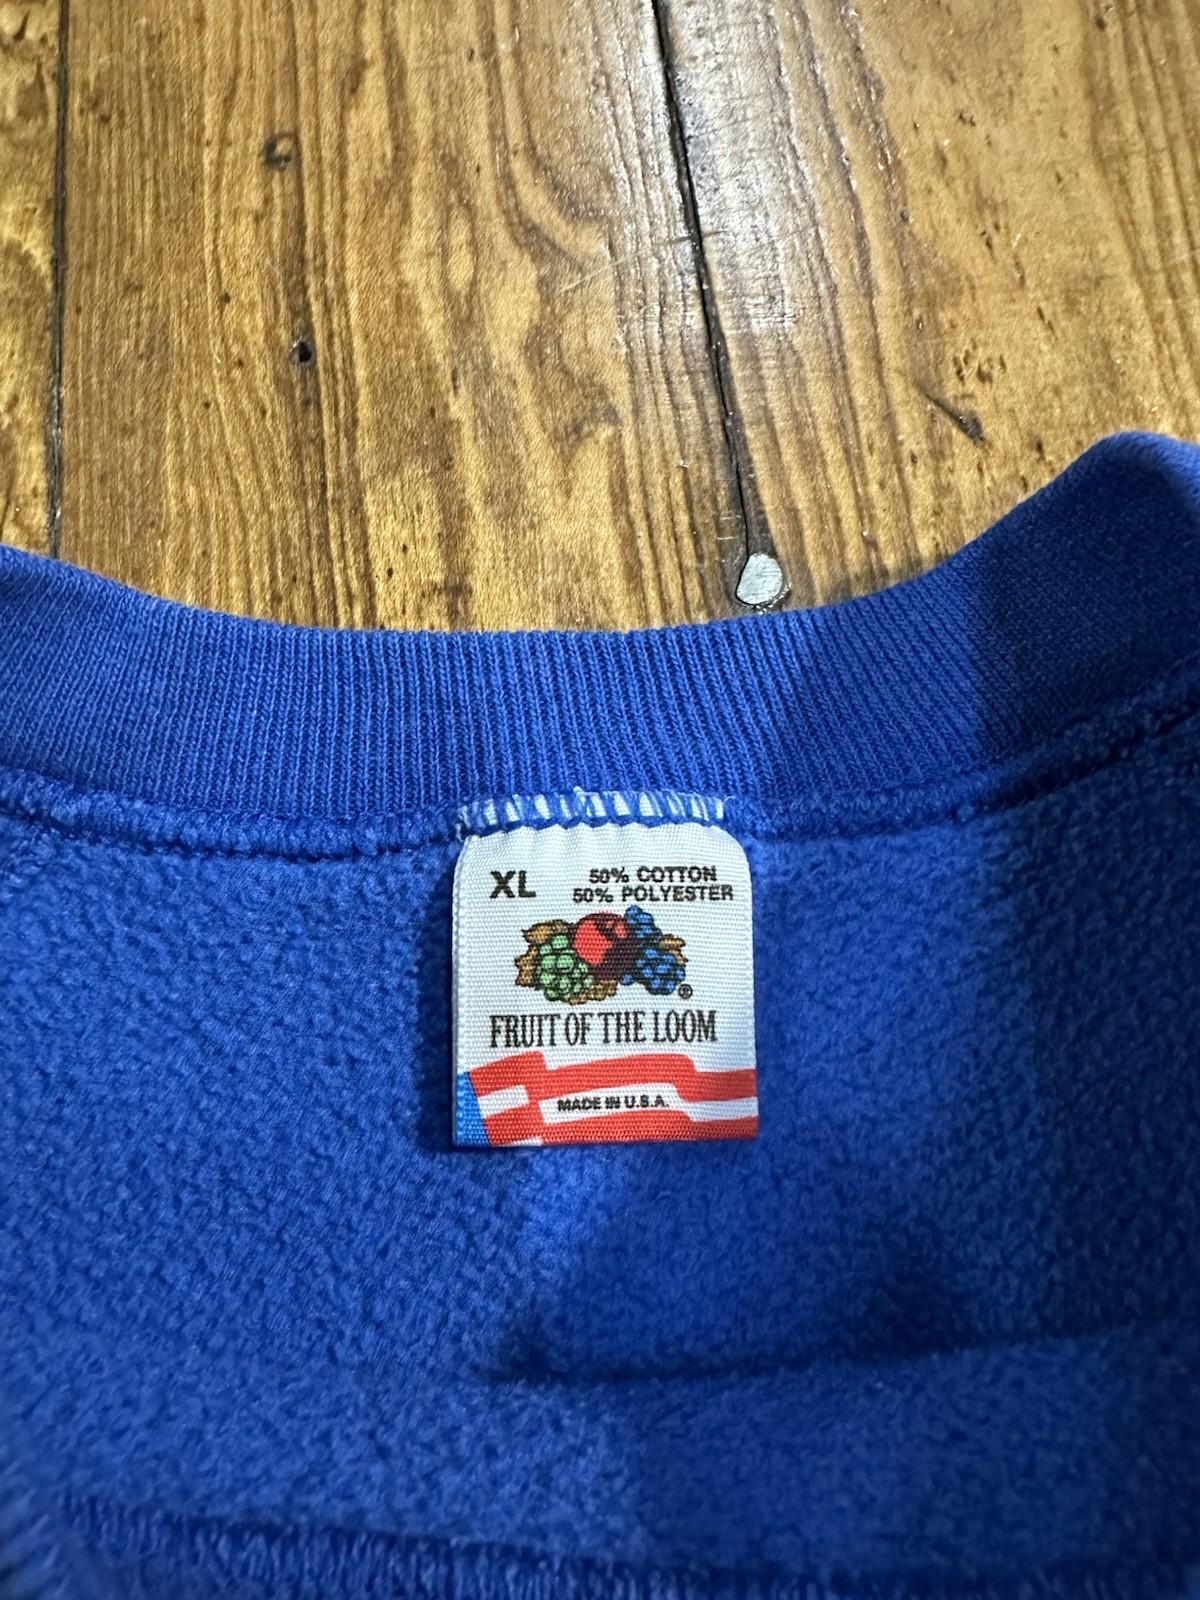 XL
50% COTTON
50% POLYESTER
®
FRUIT OF THE LOOM
MADE IN U.S.A.